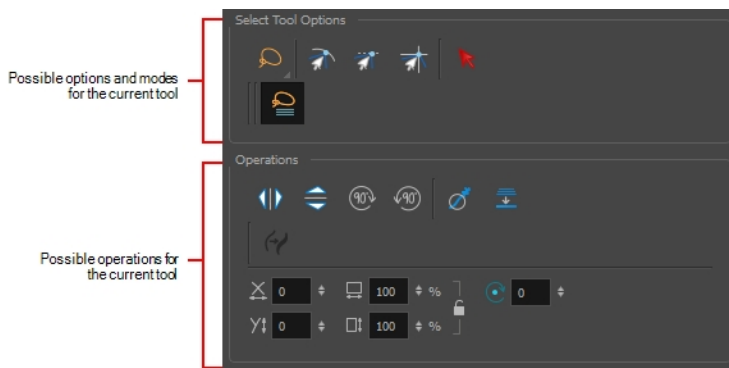 Select Tool Options
Possible options and modes
for the current tool
Operations
90° 90°
Possible operations for
the current tool
X 0 100 % 0
Y 0 100 %